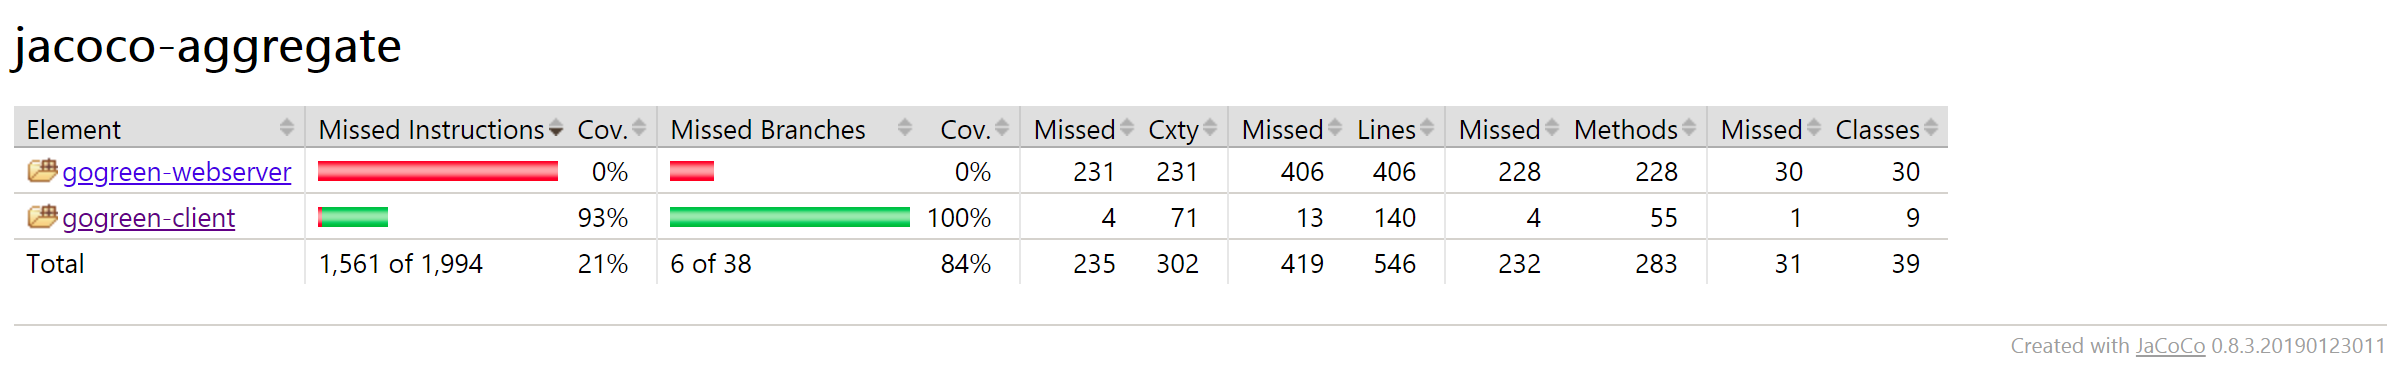 jacoco-aggregate
Element Missed Instructions Cov. Missed Branches Cov. Missed Cxty Missed Lines Missed Methods Missed Classes
gogreen-webserver 0% 0% 231 231 406 406 228 228 30 30
gogreen-client 93% 100% 4 71 13 140 4 55 1 9
Total 1,561 of 1,994 21% 6 of 38 84% 235 302 419 546 232 283 31 39
Created with JaCoCo 0.8.3.20190123011